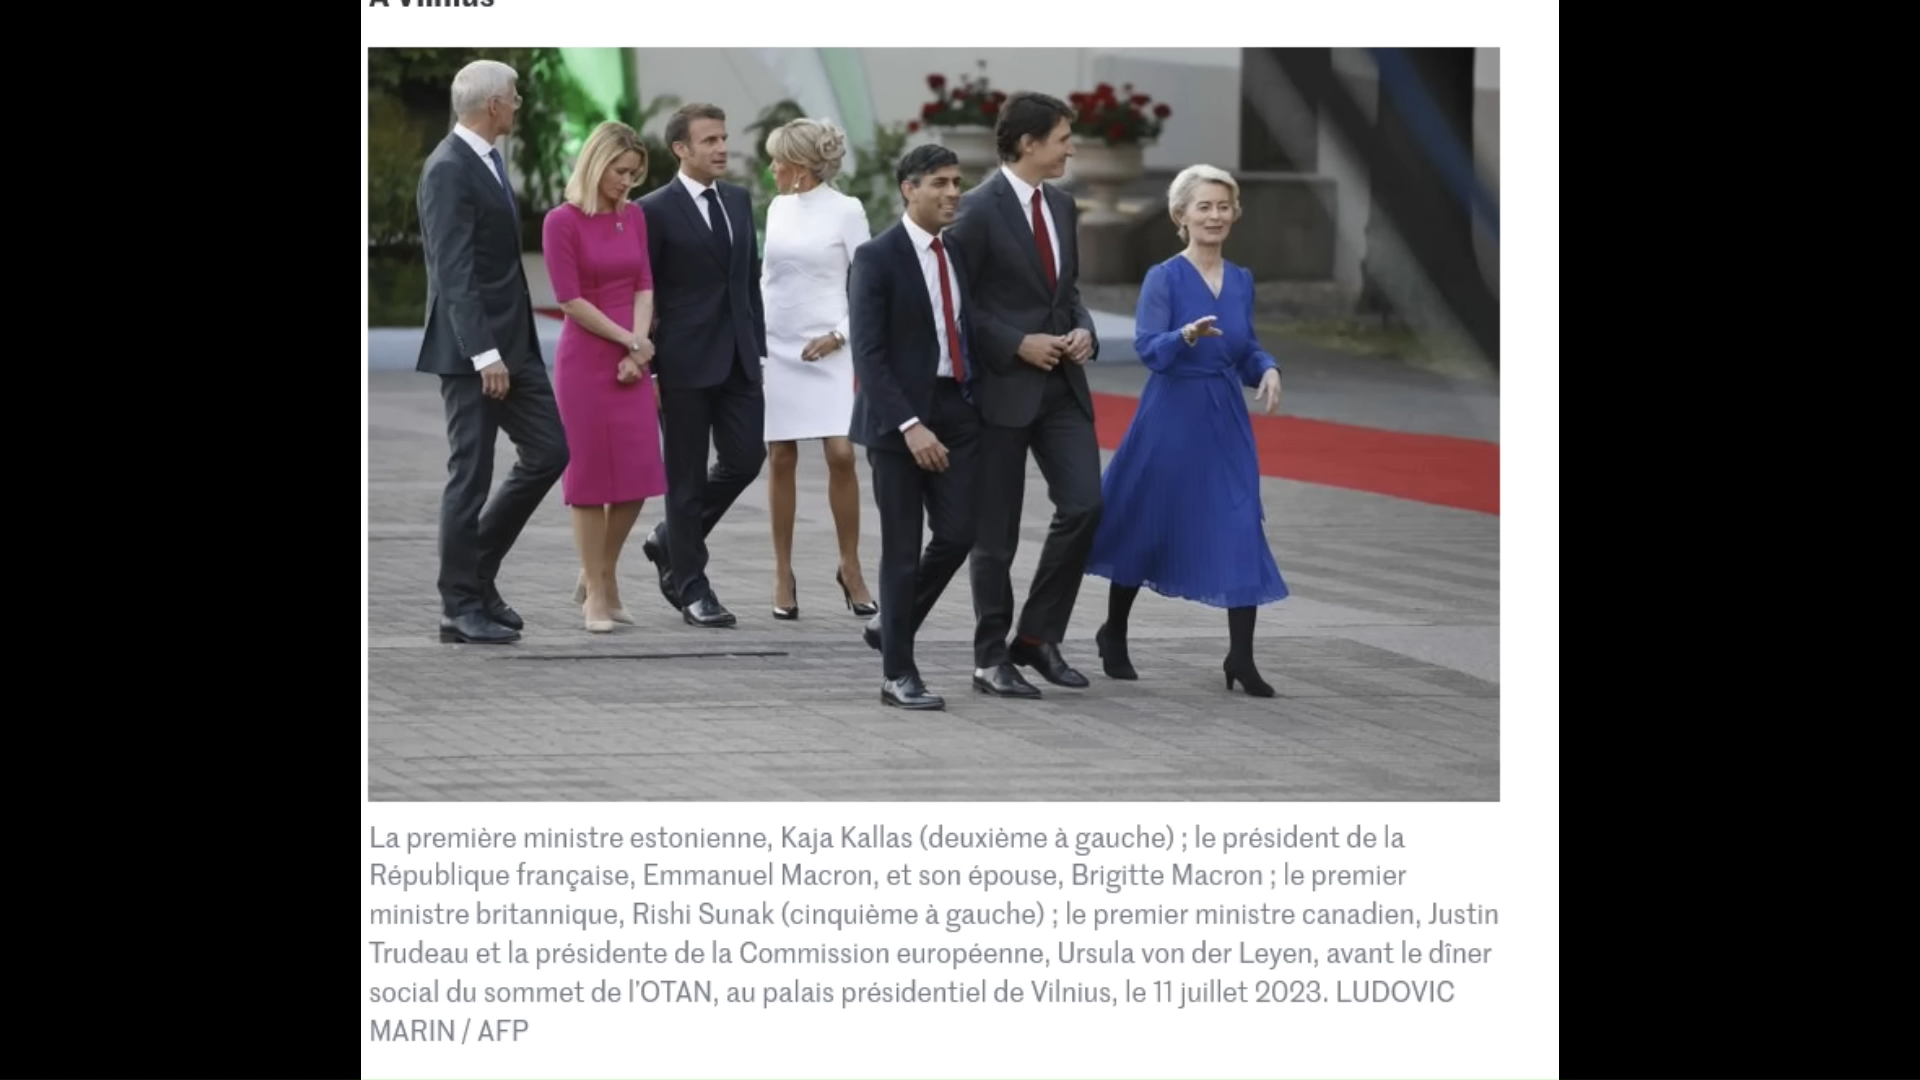 À Vilnius
La première ministre estonienne, Kaja Kallas (deuxième à gauche) ; le président de la
République française, Emmanuel Macron, et son épouse, Brigitte Macron ; le premier
ministre britannique, Rishi Sunak (cinquième à gauche) ; le premier ministre canadien, Justin
Trudeau et la présidente de la Commission européenne, Ursula von der Leyen, avant le dîner
social du sommet de l’OTAN, au palais présidentiel de Vilnius, le 11 juillet 2023. LUDOVIC
MARIN / AFP